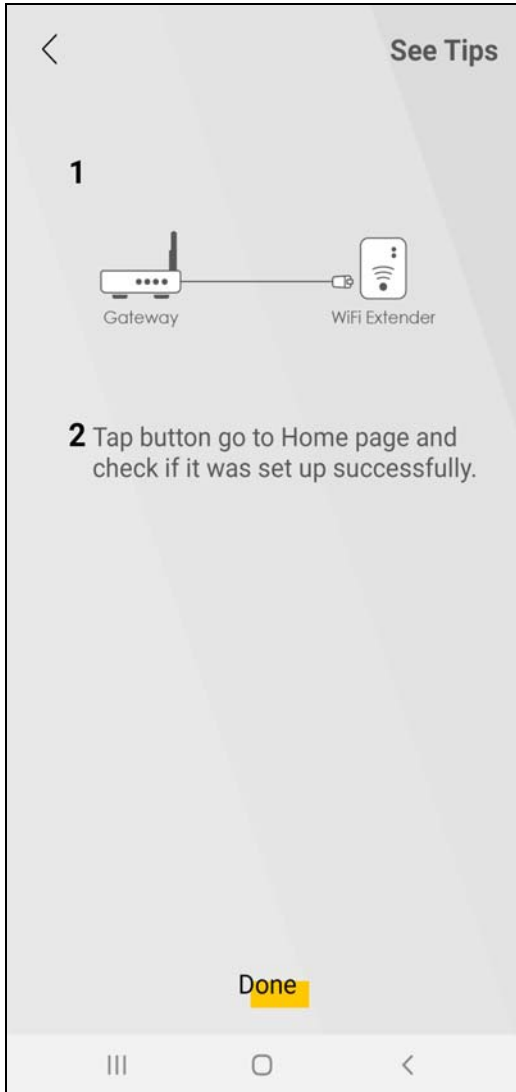 See Tips
1
Gateway
WiFi Extender
2 Tap button go to Home page and
check if it was set up successfully.
Done